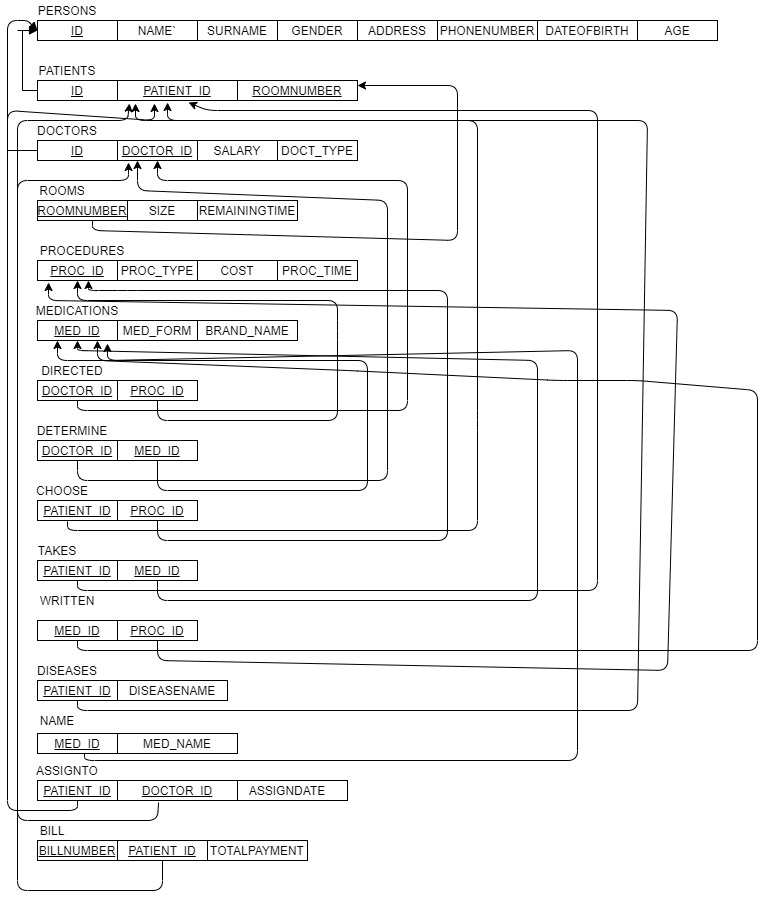 PERSONS
ID NAME` SURNAME GENDER ADDRESS PHONENUMBER DATEOFBIRTH AGE
PATIENTS
ID PATIENT_ID ROOMNUMBER
DOCTORS
ID DOCTOR_ID SALARY DOCT_TYPE
ROOMS
ROOMNUMBER SIZE REMAININGTIME
PROCEDURES
PROC_ID PROC_TYPE COST PROC_TIME
MEDICATIONS
MED_ID MED_FORM BRAND_NAME
DIRECTED
DOCTOR_ID PROC_ID
DETERMINE
DOCTOR_ID MED_ID
CHOOSE
PATIENT_ID PROC_ID
TAKES
PATIENT_ID MED_ID
WRITTEN
MED_ID PROC_ID
DISEASES
PATIENT_ID DISEASENAME
NAME
MED_ID MED_NAME
ASSIGNTO
PATIENT_ID DOCTOR_ID ASSIGNDATE
BILL
BILLNUMBER PATIENT_ID TOTALPAYMENT